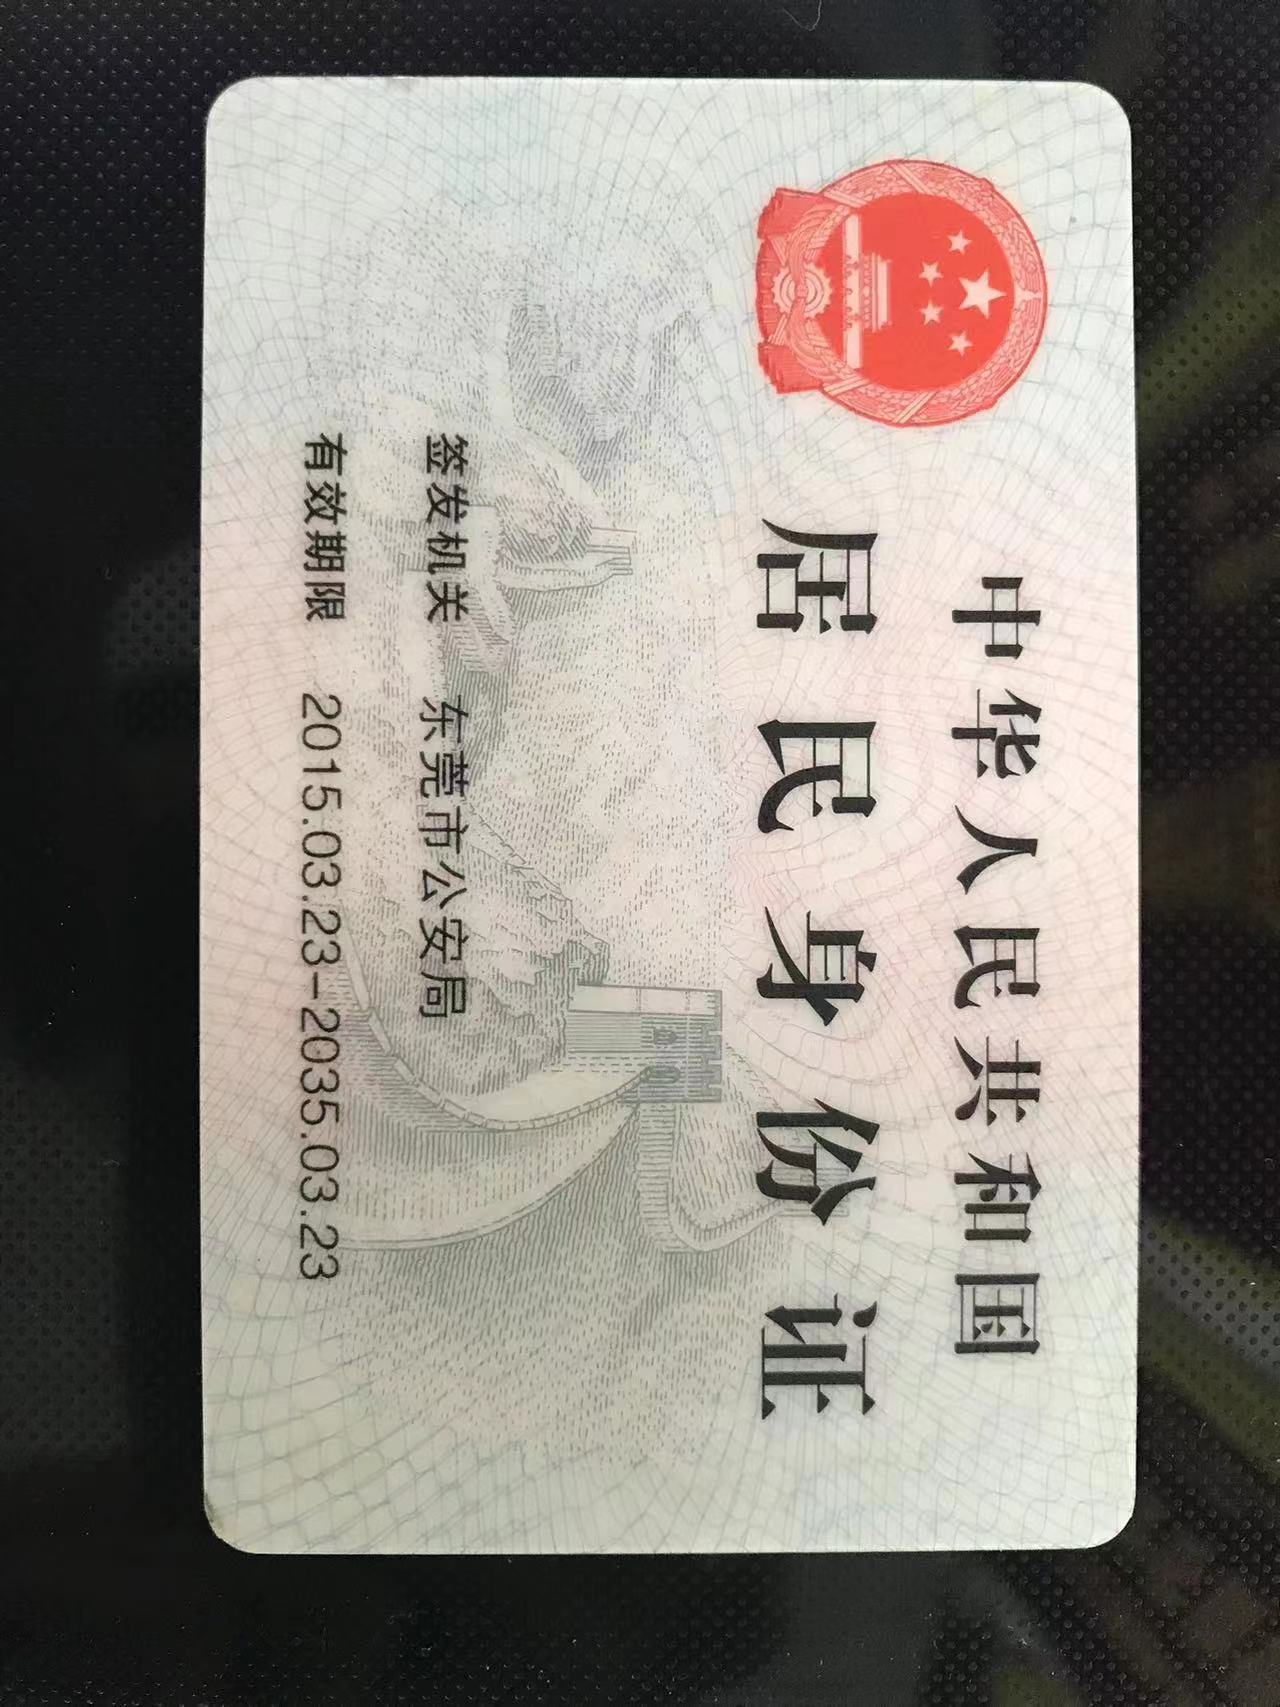 中华人民共和国
居民身份证
签发机关 东莞市公安局
有效期限 2015.03.23-2035.03.23